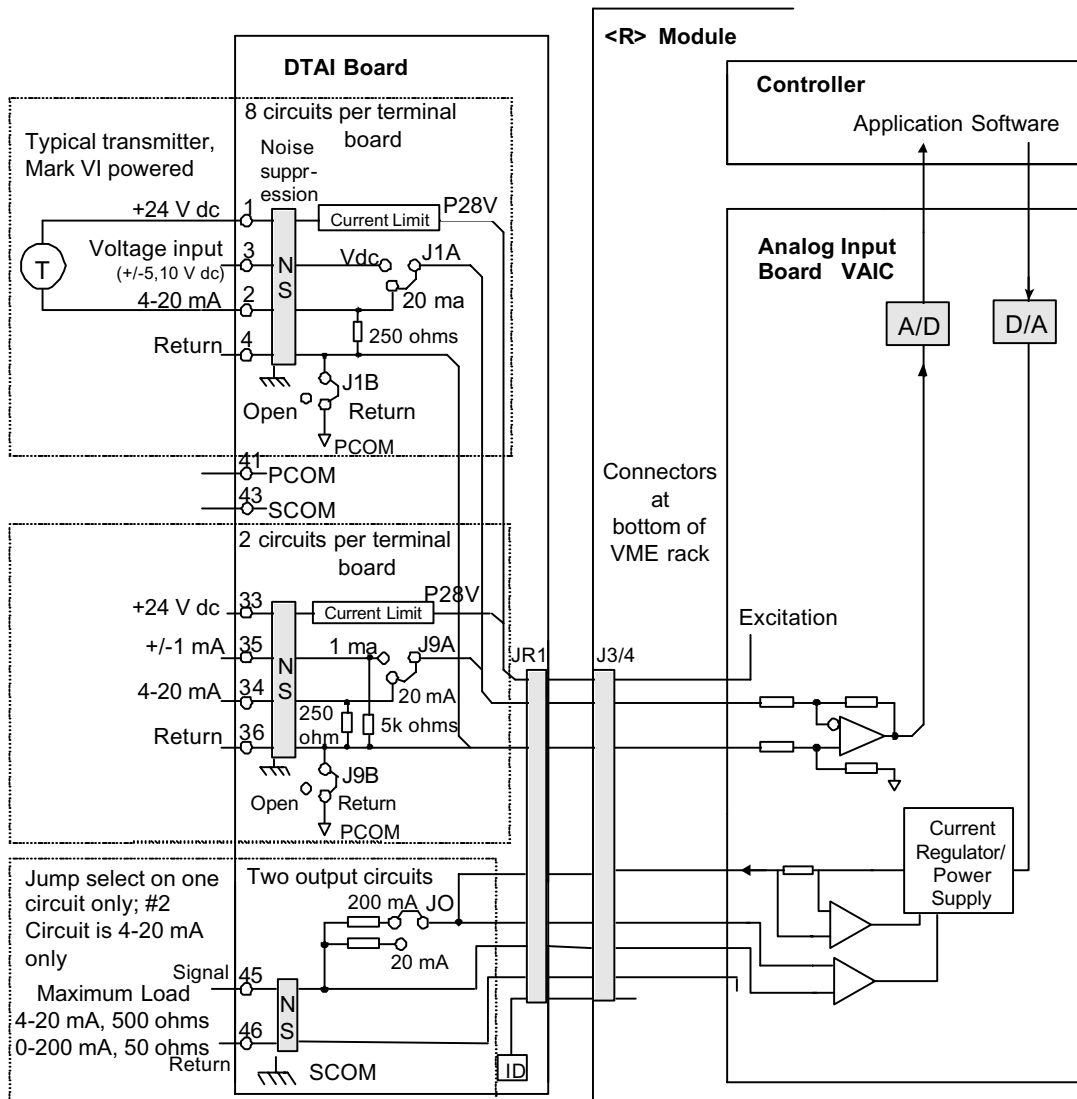 <R> Module
DTAI Board
Controller
Application Software
8 circuits per terminal
board
Typical transmitter,
Mark VI powered
Noise
suppr-
ession
+24 V dc
1
Current Limit
P28V
Voltage input
(+/-5,10 V dc)
3
Vdc
J1A
T
N
S
4-20 mA
2
20 ma
250 ohms
Return
4
J1B
Open
Return
PCOM
Analog Input
Board VAIC
A/D
D/A
41
PCOM
43
SCOM
Connectors
at
bottom of
VME rack
2 circuits per terminal
board
+24 V dc
33
Current Limit
P28V
Excitation
+/-1 mA
35
1 ma
J9A
JR1
J3/4
N
S
4-20 mA
34
20 mA
250
ohm
5k ohms
Return
36
J9B
Open
Return
PCOM
Current
Regulator/
Power
Supply
Jump select on one
circuit only; #2
Circuit is 4-20 mA
only
Two output circuits
200 mA
JO
20 mA
Signal
45
Maximum Load
4-20 mA, 500 ohms
0-200 mA, 50 ohms
N
S
46
Return
SCOM
ID